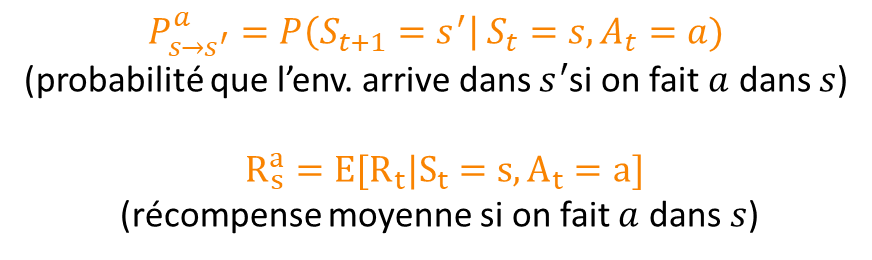 P^a_{s→s′} = P(S_{t+1} = s′| S_t = s, A_t = a)
(probabilité que l’env. arrive dans s′si on fait a dans s)
R^a_s = E[R_t|S_t = s, A_t = a]
(récompense moyenne si on fait a dans s)